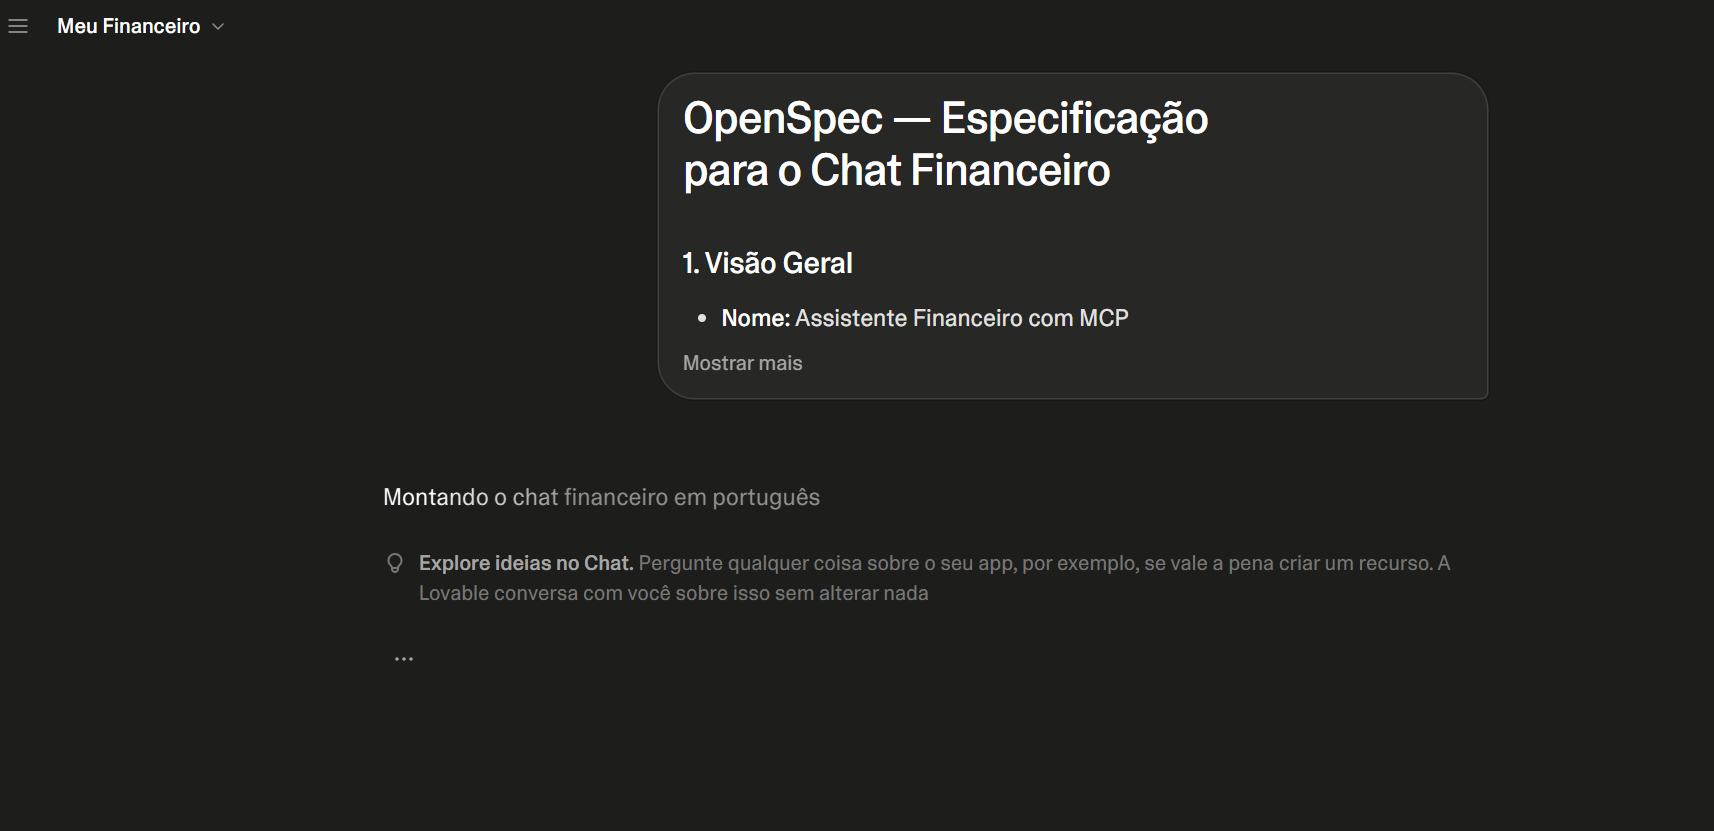 Meu Financeiro
OpenSpec — Especificação
para o Chat Financeiro
1. Visão Geral
• Nome: Assistente Financeiro com MCP
Mostrar mais
Montando o chat financeiro em português
Explore ideias no Chat. Pergunte qualquer coisa sobre o seu app, por exemplo, se vale a pena criar um recurso. A
Lovable conversa com você sobre isso sem alterar nada
...